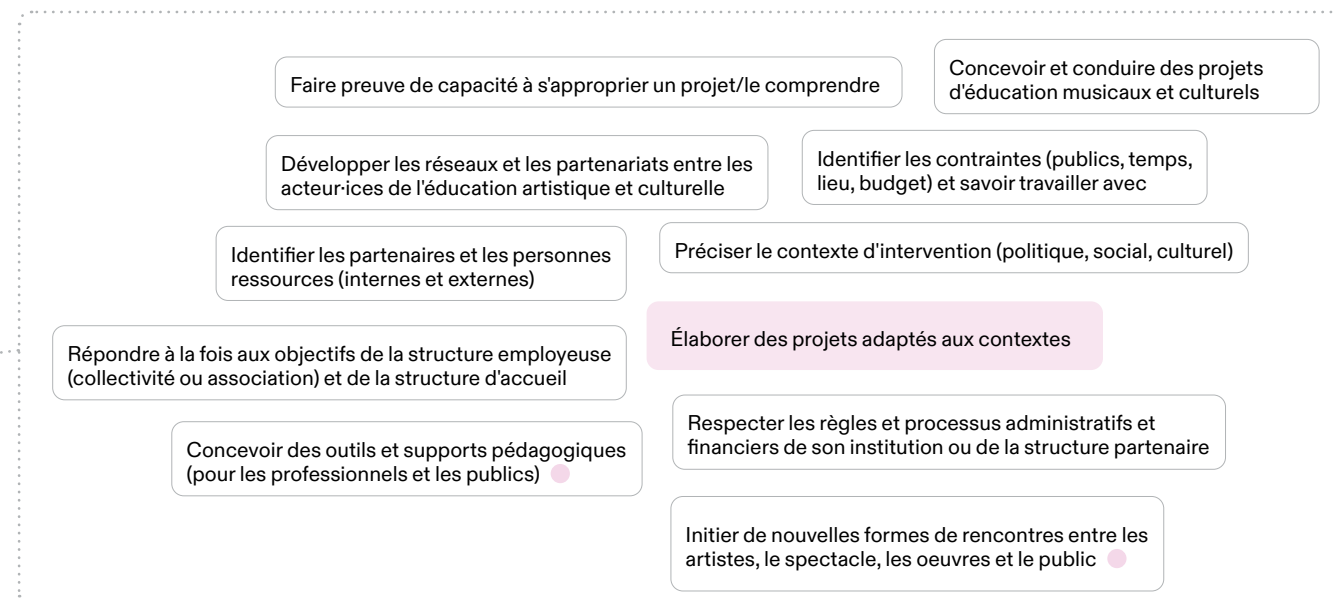 Faire preuve de capacité à s'approprier un projet/le comprendre
Concevoir et conduire des projets
d'éducation musicaux et culturels
Développer les réseaux et les partenariats entre les
acteur·ices de l'éducation artistique et culturelle
Identifier les contraintes (publics, temps,
lieu, budget) et savoir travailler avec
Identifier les partenaires et les personnes
ressources (internes et externes)
Préciser le contexte d'intervention (politique, social, culturel)
Élaborer des projets adaptés aux contextes
Répondre à la fois aux objectifs de la structure employeuse
(collectivité ou association) et de la structure d'accueil
Respecter les règles et processus administratifs et
financiers de son institution ou de la structure partenaire
Concevoir des outils et supports pédagogiques
(pour les professionnels et les publics)
Initier de nouvelles formes de rencontres entre les
artistes, le spectacle, les oeuvres et le public